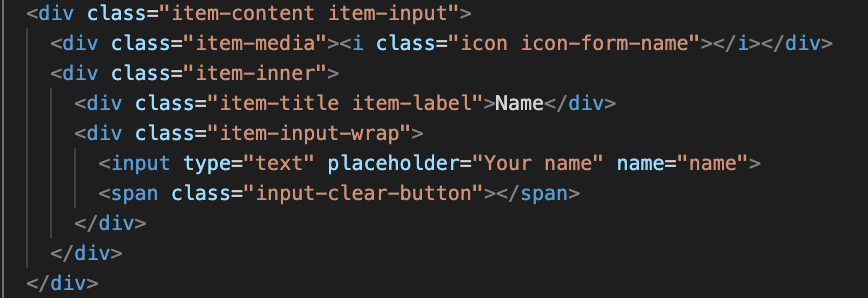 <div class="item-content item-input">
<div class="item-media"><i class="icon icon-form-name"></i></div>
<div class="item-inner">
<div class="item-title item-label">Name</div>
<div class="item-input-wrap">
<input type="text" placeholder="Your name" name="name">
<span class="input-clear-button"></span>
</div>
</div>
</div>